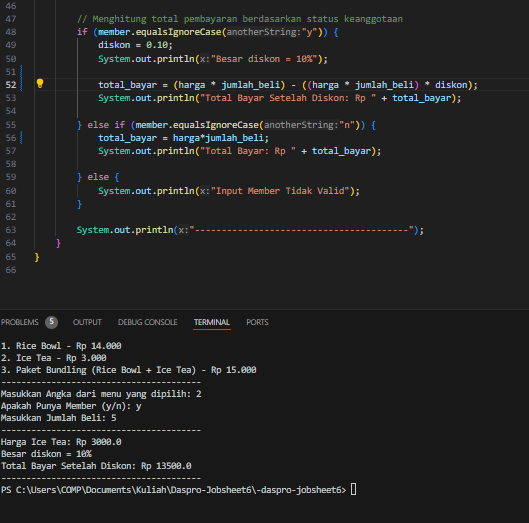 46
47 // Menghitung total pembayaran berdasarkan status keanggotaan
48 if (member.equalsIgnoreCase(anotherString:"y")) {
49 diskon = 0.10;
50 System.out.println(x:"Besar diskon = 10%");
51
52 total_bayar = (harga * jumlah_beli) - ((harga * jumlah_beli) * diskon);
53 System.out.println("Total Bayar Setelah Diskon: Rp " + total_bayar);
54
55 } else if (member.equalsIgnoreCase(anotherString:"n")) {
56 total_bayar = harga*jumlah_beli;
57 System.out.println("Total Bayar: Rp " + total_bayar);
58
59 } else {
60 System.out.println(x:"Input Member Tidak Valid");
61 }
62
63 System.out.println(x:"----------------------------------------");
64 }
65 }
66
PROBLEMS 5 OUTPUT DEBUG CONSOLE TERMINAL PORTS
1. Rice Bowl - Rp 14.000
2. Ice Tea - Rp 3.000
3. Paket Bundling (Rice Bowl + Ice Tea) - Rp 15.000
----------------------------------------
Masukkan Angka dari menu yang dipilih: 2
Apakah Punya Member (y/n): y
Masukkan Jumlah Beli: 5
----------------------------------------
Harga Ice Tea: Rp 3000.0
Besar diskon = 10%
Total Bayar Setelah Diskon: Rp 13500.0
----------------------------------------
PS C:\Users\COMP\Documents\Kuliah\Daspro-Jobsheet6\-daspro-jobsheet6>